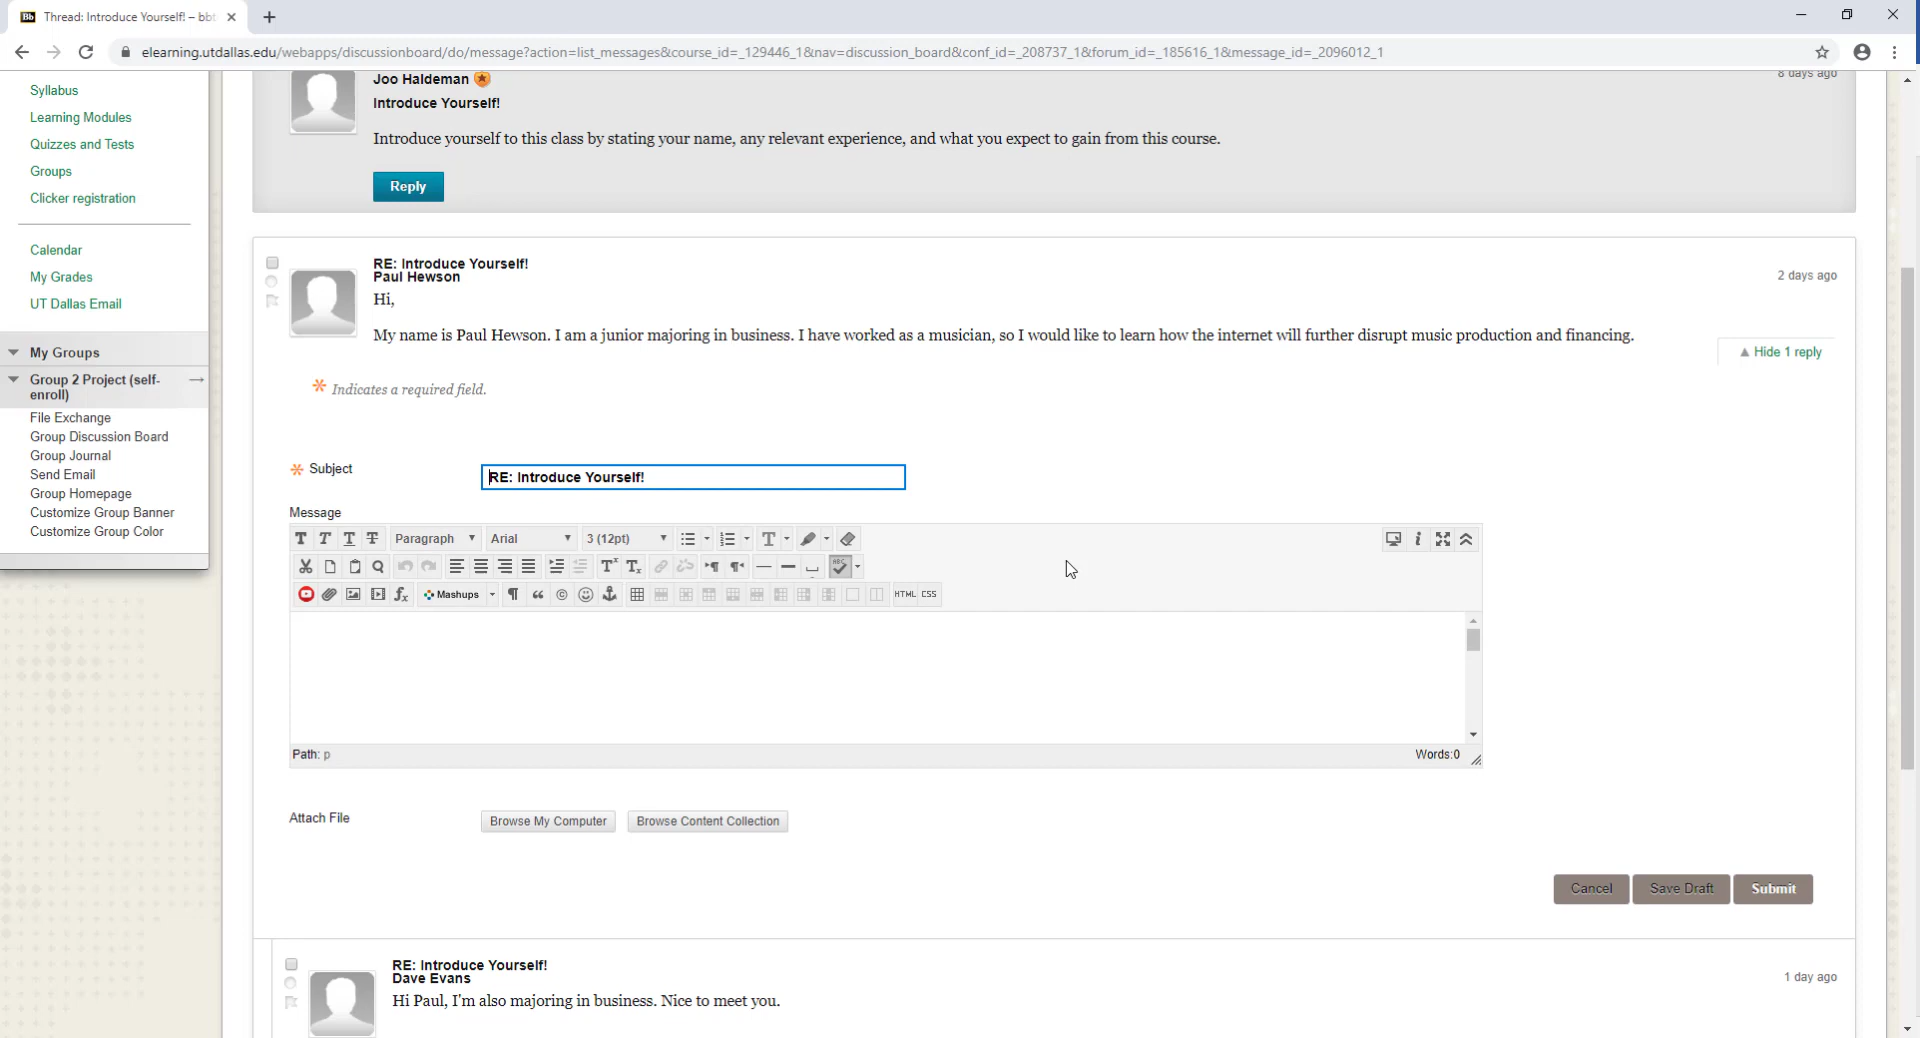 Thread: Introduce Yourself! – bbt
elearning.utdallas.edu/webapps/discussionboard/do/message?action=list_messages&course_id=_129446_1&nav=discussion_board&conf_id=_208737_1&forum_id=_185616_1&message_id=_2096012_1
Syllabus
Learning Modules
Quizzes and Tests
Groups
Clicker registration
Calendar
My Grades
UT Dallas Email
My Groups
Group 2 Project (self-
enroll)
File Exchange
Group Discussion Board
Group Journal
Send Email
Group Homepage
Customize Group Banner
Customize Group Color
Joo Haldeman
8 days ago
Introduce Yourself!
Introduce yourself to this class by stating your name, any relevant experience, and what you expect to gain from this course.
Reply
RE: Introduce Yourself!
Paul Hewson
2 days ago
Hi,
My name is Paul Hewson. I am a junior majoring in business. I have worked as a musician, so I would like to learn how the internet will further disrupt music production and financing.
Hide 1 reply
Indicates a required field.
Subject
RE: Introduce Yourself!
Message
T T T T Paragraph Arial 3 (12pt)
Mashups HTML CSS
Path: p
Words:0
Attach File
Browse My Computer
Browse Content Collection
Cancel
Save Draft
Submit
RE: Introduce Yourself!
Dave Evans
1 day ago
Hi Paul, I'm also majoring in business. Nice to meet you.